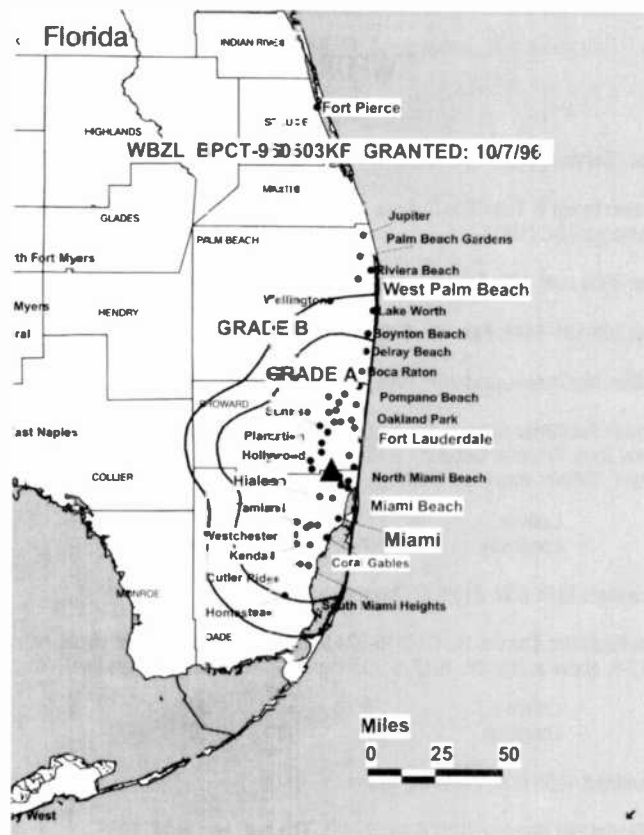 Florida
INDIAN RIVER
Fort Pierce
HIGHLANDS
WBZL BPCT-960603KF GRANTED: 10/7/96
MARTIN
GLADES
Jupiter
PALM BEACH
Palm Beach Gardens
th Fort Myers
Riviera Beach
West Palm Beach
Wellington
Myers
HENDRY
Lake Worth
GRADE B
ral
Boynton Beach
Delray Beach
GRADE A
Boca Raton
Pompano Beach
BROWARD
Sunrise
Oakland Park
ast Naples
Plantation
Fort Lauderdale
Hollywood
COLLIER
Hialeah
North Miami Beach
Tamiami
Miami Beach
Westchester
Miami
Kendall
Coral Gables
Cutler Ridge
MONROE
South Miami Heights
Homestead
DADE
Miles
0 25 50
ey West